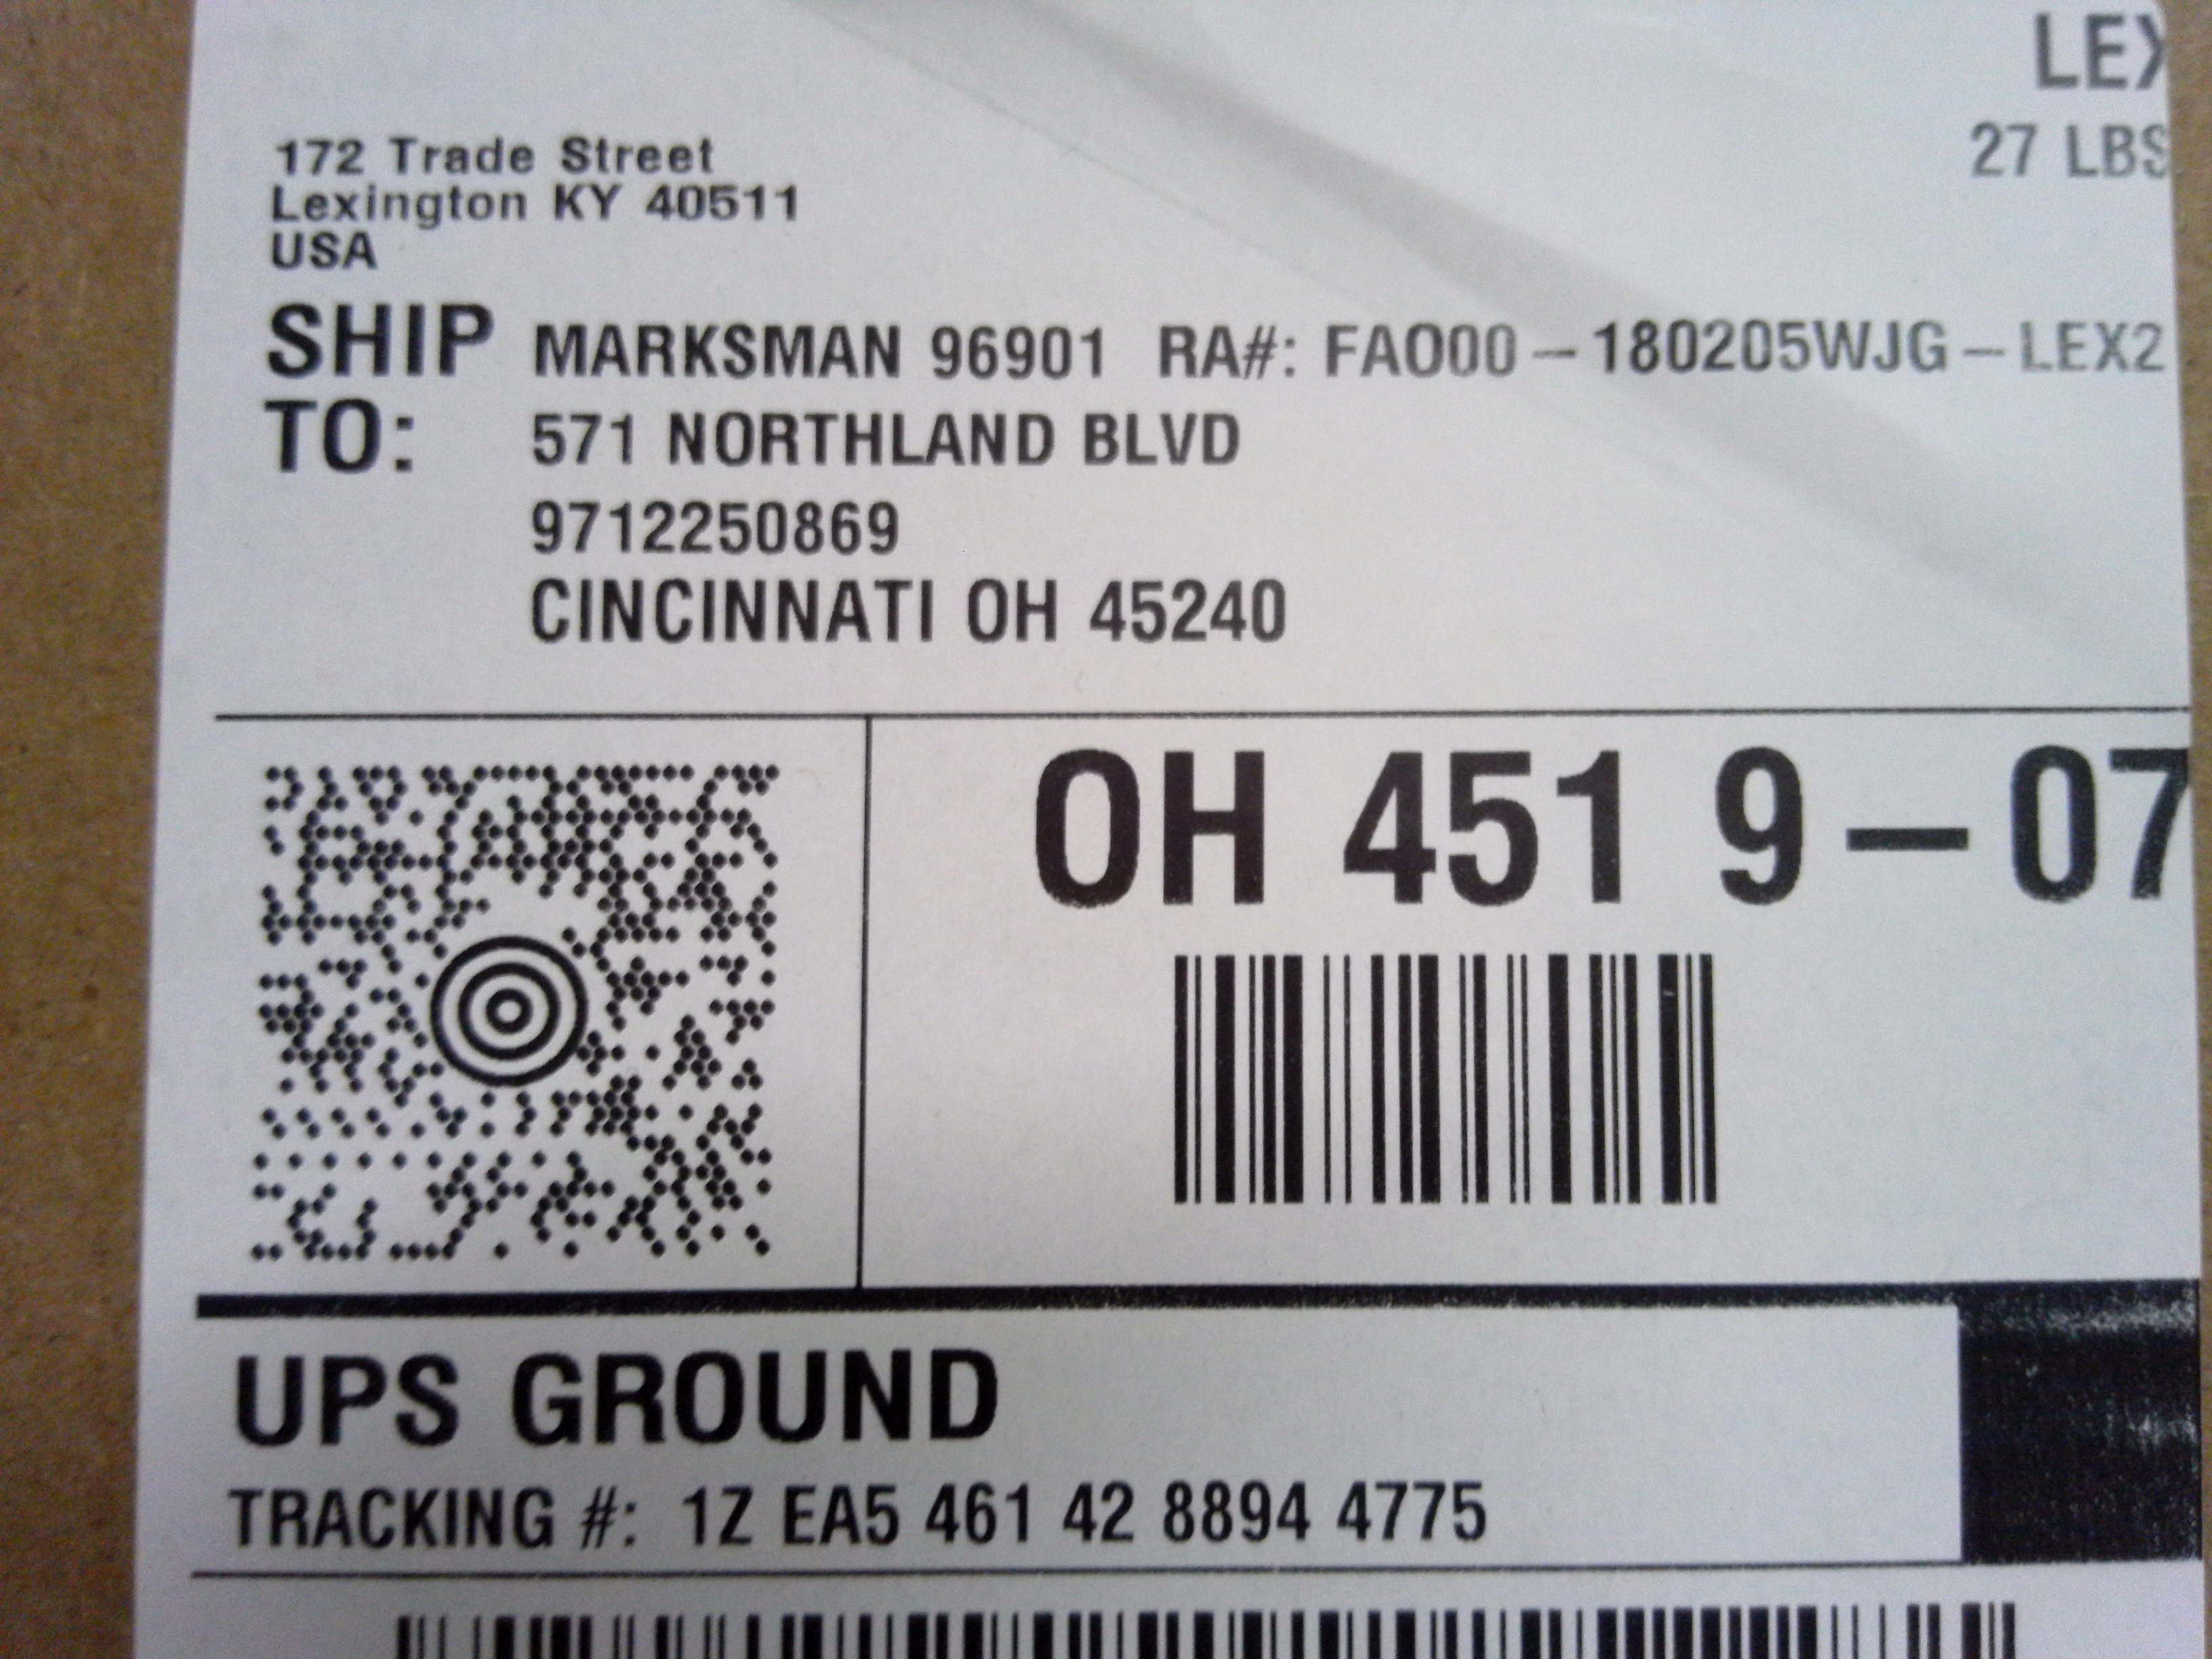 LEX
27 LBS
172 Trade Street
Lexington KY 40511
USA
SHIP TO:
MARKSMAN 96901 RA#: FAO00-180205WJG-LEX2
571 NORTHLAND BLVD
9712250869
CINCINNATI OH 45240
OH 451 9-07
UPS GROUND
TRACKING #: 1Z EA5 461 42 8894 4775